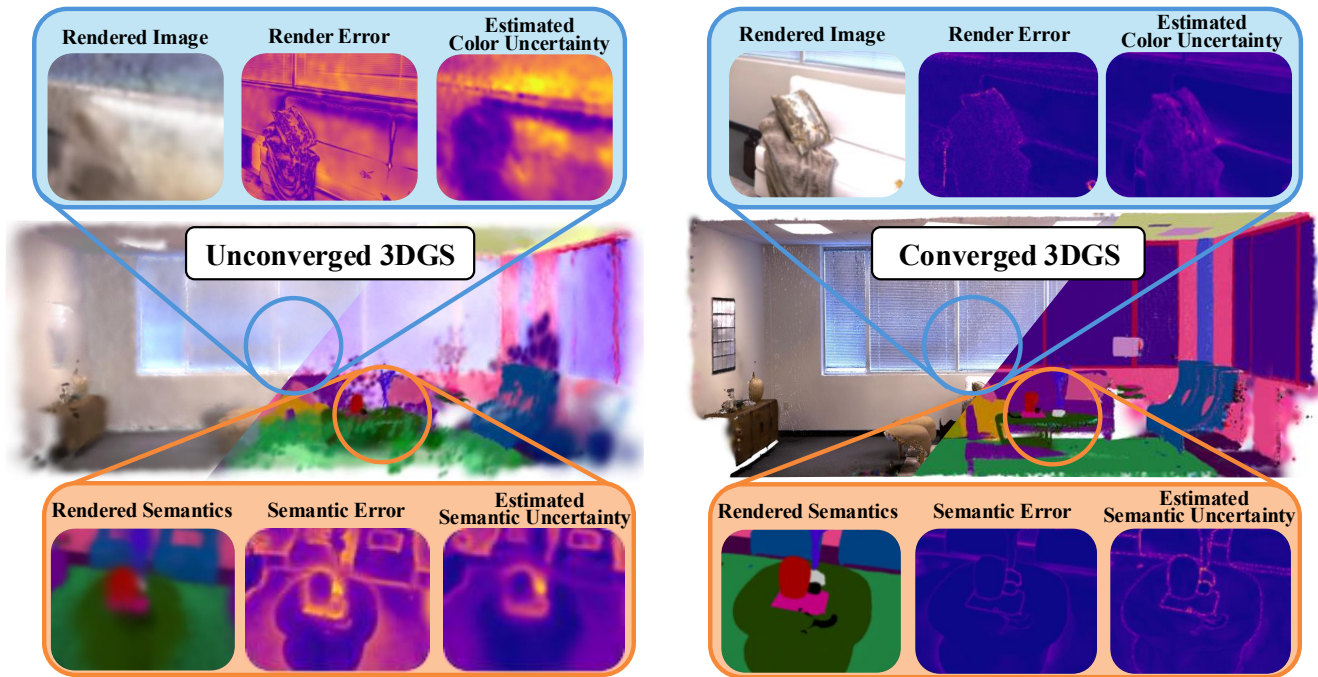 Rendered Image
Render Error
Estimated
Color Uncertainty
Unconverged 3DGS
Rendered Semantics
Semantic Error
Estimated
Semantic Uncertainty
Rendered Image
Render Error
Estimated
Color Uncertainty
Converged 3DGS
Rendered Semantics
Semantic Error
Estimated
Semantic Uncertainty